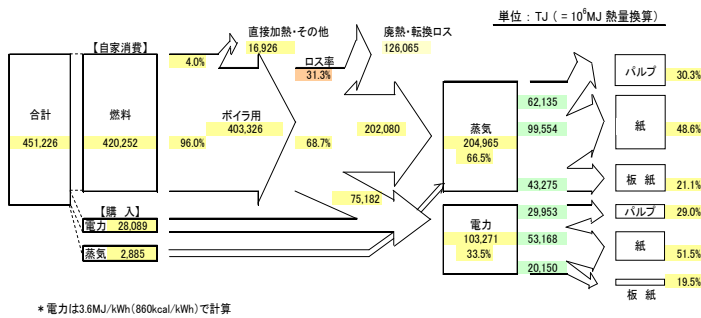 単位：TJ（＝10⁶MJ 熱量換算）
【自家消費】
直接加熱・その他
16,926
廃熱・転換ロス
126,065
4.0%
ロス率
31.3%
合計
451,226
燃料
420,252
96.0%
ボイラ用
403,326
68.7%
202,080
75,182
蒸気
204,965
66.5%
62,135
99,554
43,275
パルプ
30.3%
紙
48.6%
板 紙
21.1%
【購 入】
電力 28,089
蒸気 2,885
電力
103,271
33.5%
29,953
53,168
20,150
パルプ
29.0%
紙
51.5%
19.5%
板 紙
＊電力は3.6MJ/kWh(860kcal/kWh)で計算